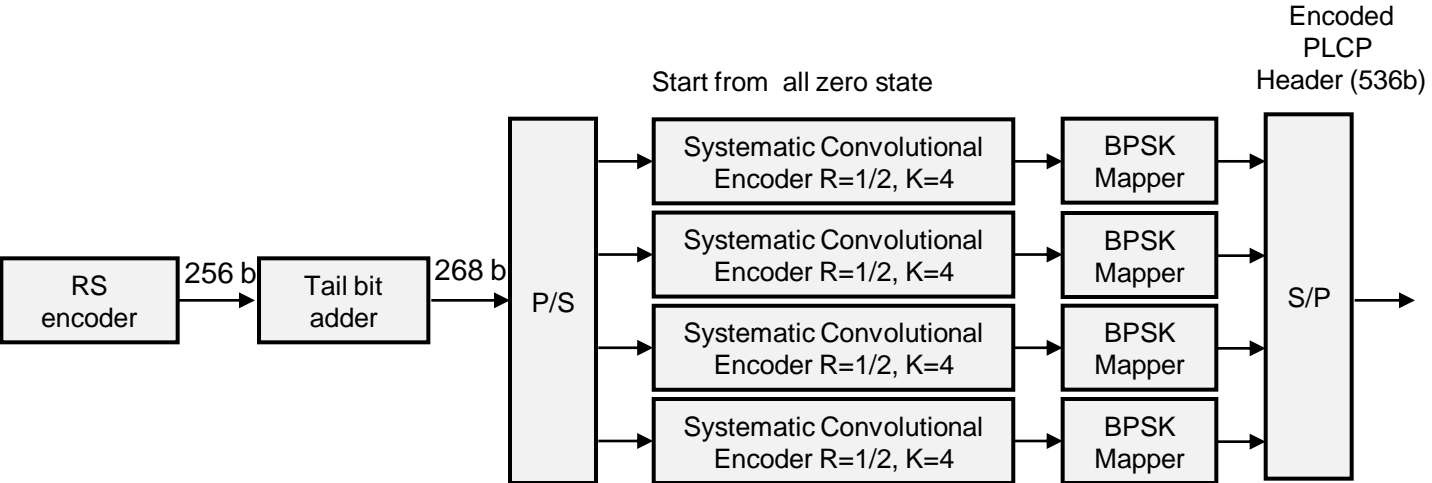 Encoded
PLCP
Header (536b)
Start from all zero state
RS
encoder
256 b
Tail bit
adder
268 b
P/S
Systematic Convolutional
Encoder R=1/2, K=4
BPSK
Mapper
Systematic Convolutional
Encoder R=1/2, K=4
BPSK
Mapper
Systematic Convolutional
Encoder R=1/2, K=4
BPSK
Mapper
Systematic Convolutional
Encoder R=1/2, K=4
BPSK
Mapper
S/P